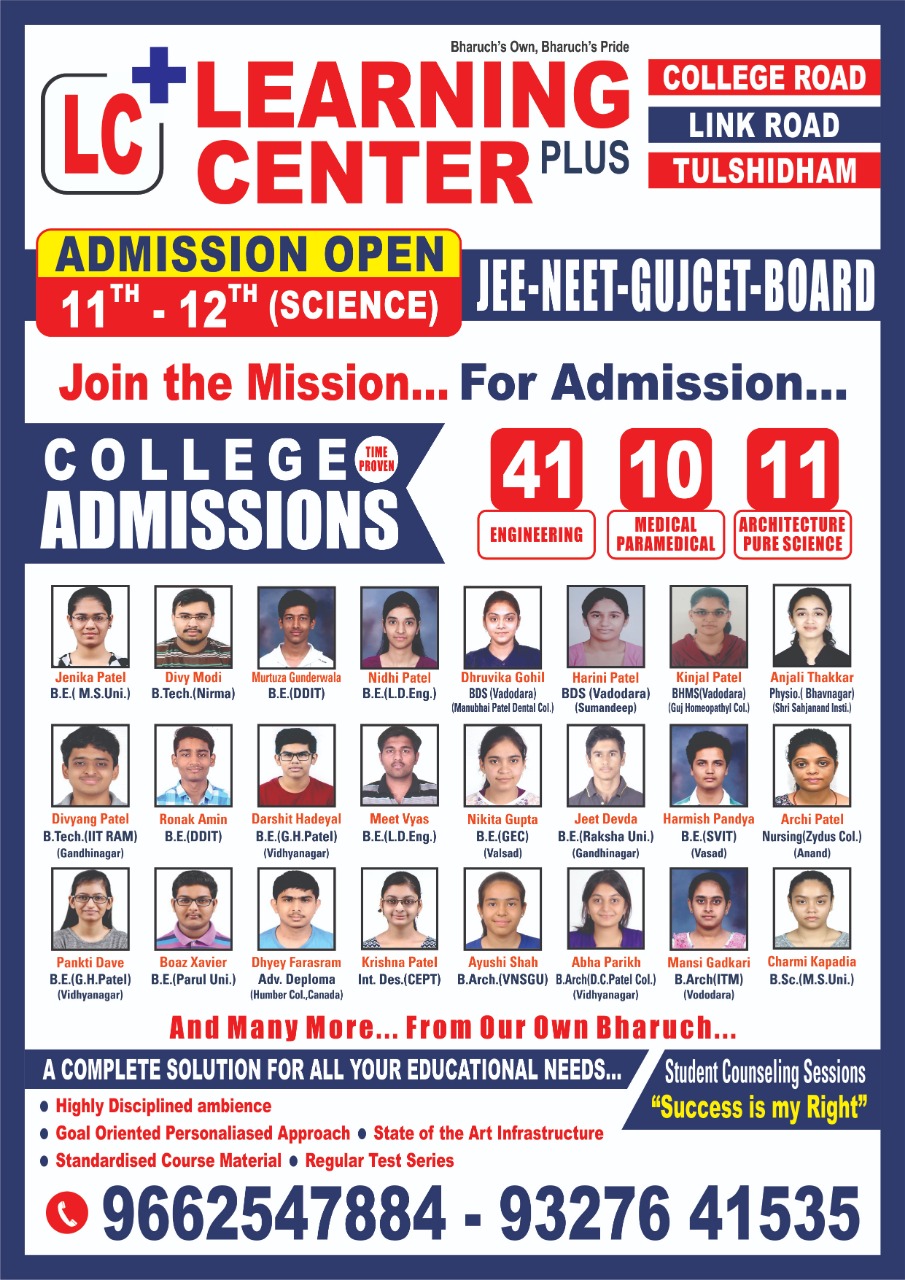 Bharuch's Own, Bharuch's Pride
LC+
LEARNING
CENTER PLUS
COLLEGE ROAD
LINK ROAD
TULSHIDHAM
ADMISSION OPEN
11TH - 12TH (SCIENCE)
JEE-NEET-GUJCET-BOARD
Join the Mission... For Admission...
COLLEGE
TIME
PROVEN
ADMISSIONS
41
ENGINEERING
10
MEDICAL
PARAMEDICAL
11
ARCHITECTURE
PURE SCIENCE
Jenika Patel
B.E.( M.S.Uni.)
Divy Modi
B.Tech.(Nirma)
Murtuza Gunderwala
B.E.(DDIT)
Nidhi Patel
B.E.(L.D.Eng.)
Dhruvika Gohil
BDS (Vadodara)
(Manubhai Patel Dental Col.)
Harini Patel
BDS (Vadodara)
(Sumandeep)
Kinjal Patel
BHMS(Vadodara)
(Guj Homeopathyl Col.)
Anjali Thakkar
Physio.( Bhavnagar)
(Shri Sahjanand Insti.)
Divyang Patel
B.Tech.(IIT RAM)
(Gandhinagar)
Ronak Amin
B.E.(DDIT)
Darshit Hadeyal
B.E.(G.H.Patel)
(Vidhyanagar)
Meet Vyas
B.E.(L.D.Eng.)
Nikita Gupta
B.E.(GEC)
(Valsad)
Jeet Devda
B.E.(Raksha Uni.)
(Gandhinagar)
Harmish Pandya
B.E.(SVIT)
(Vasad)
Archi Patel
Nursing(Zydus Col.)
(Anand)
Pankti Dave
B.E.(G.H.Patel)
(Vidhyanagar)
Boaz Xavier
B.E.(Parul Uni.)
Dhyey Farasram
Adv. Deploma
(Humber Col.,Canada)
Krishna Patel
Int. Des.(CEPT)
Ayushi Shah
B.Arch.(VNSGU)
Abha Parikh
B.Arch(D.C.Patel Col.)
(Vidhyanagar)
Mansi Gadkari
B.Arch(ITM)
(Vododara)
Charmi Kapadia
B.Sc.(M.S.Uni.)
And Many More... From Our Own Bharuch...
A COMPLETE SOLUTION FOR ALL YOUR EDUCATIONAL NEEDS...
Student Counseling Sessions
"Success is my Right"
• Highly Disciplined ambience
• Goal Oriented Personaliased Approach • State of the Art Infrastructure
• Standardised Course Material • Regular Test Series
9662547884 - 93276 41535